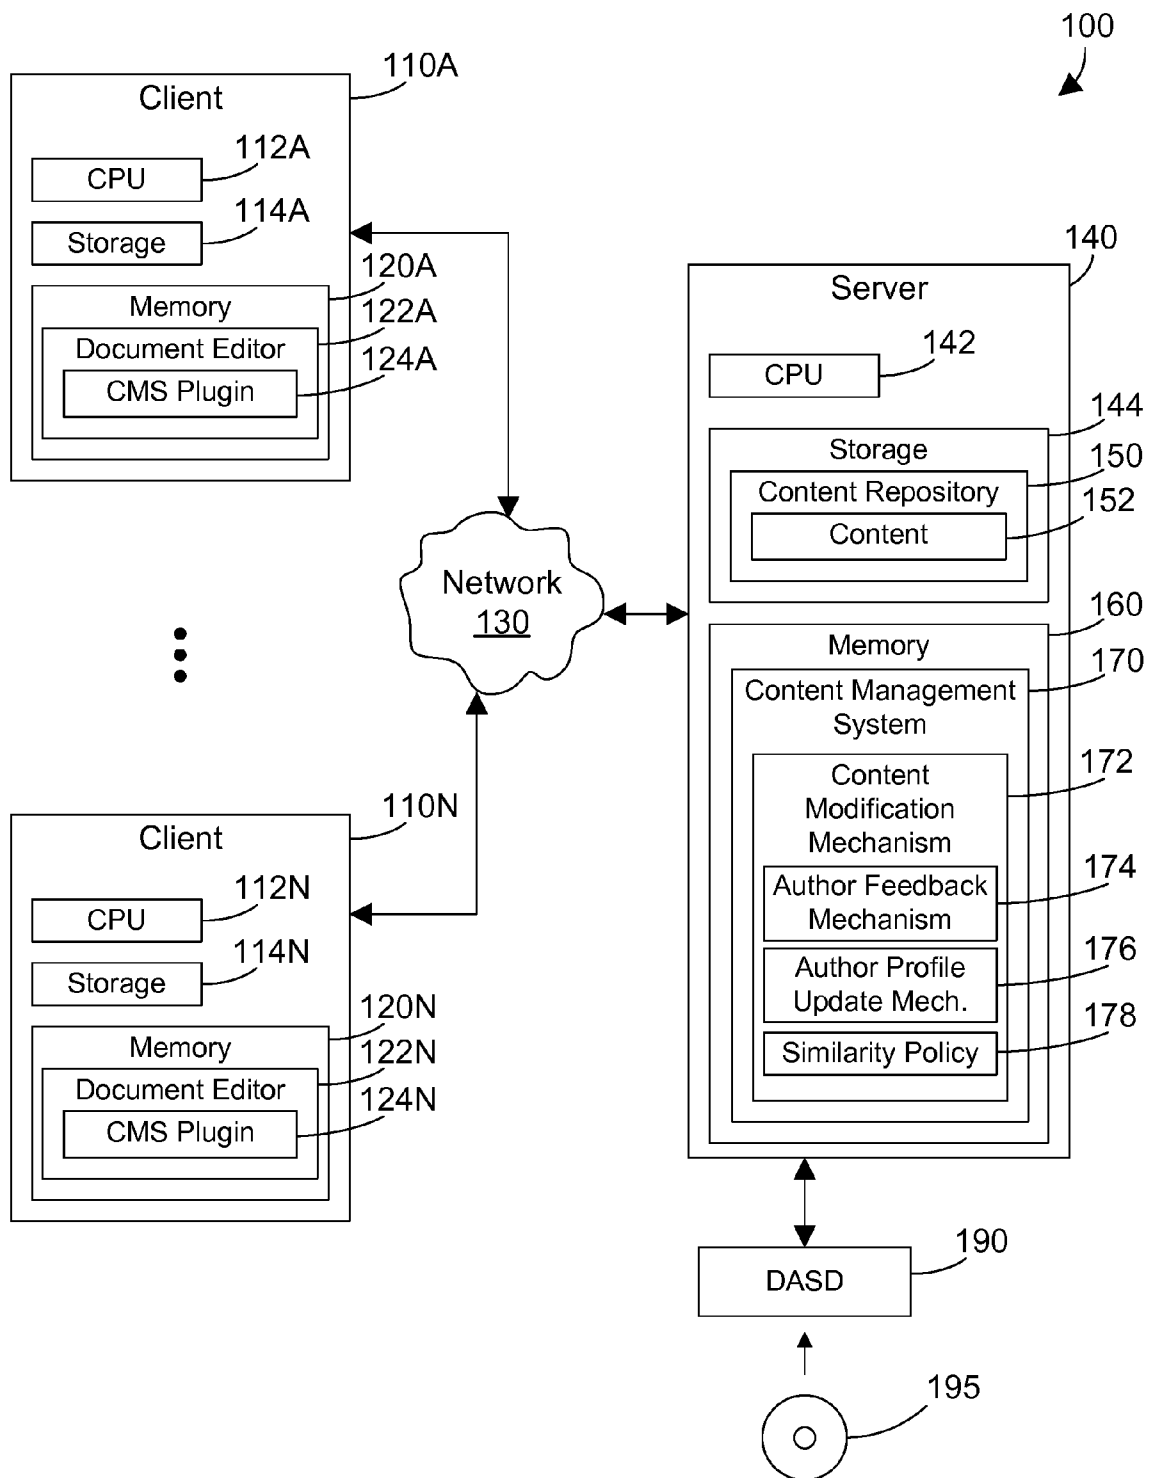 100
110A
Client
112A
CPU
114A
Storage
120A
Memory
122A
Document Editor
124A
CMS Plugin
Network
130
110N
Client
112N
CPU
114N
Storage
120N
Memory
122N
Document Editor
124N
CMS Plugin
140
Server
142
CPU
144
Storage
150
Content Repository
152
Content
160
Memory
170
Content Management
System
172
Content
Modification
Mechanism
174
Author Feedback
Mechanism
176
Author Profile
Update Mech.
178
Similarity Policy
190
DASD
195